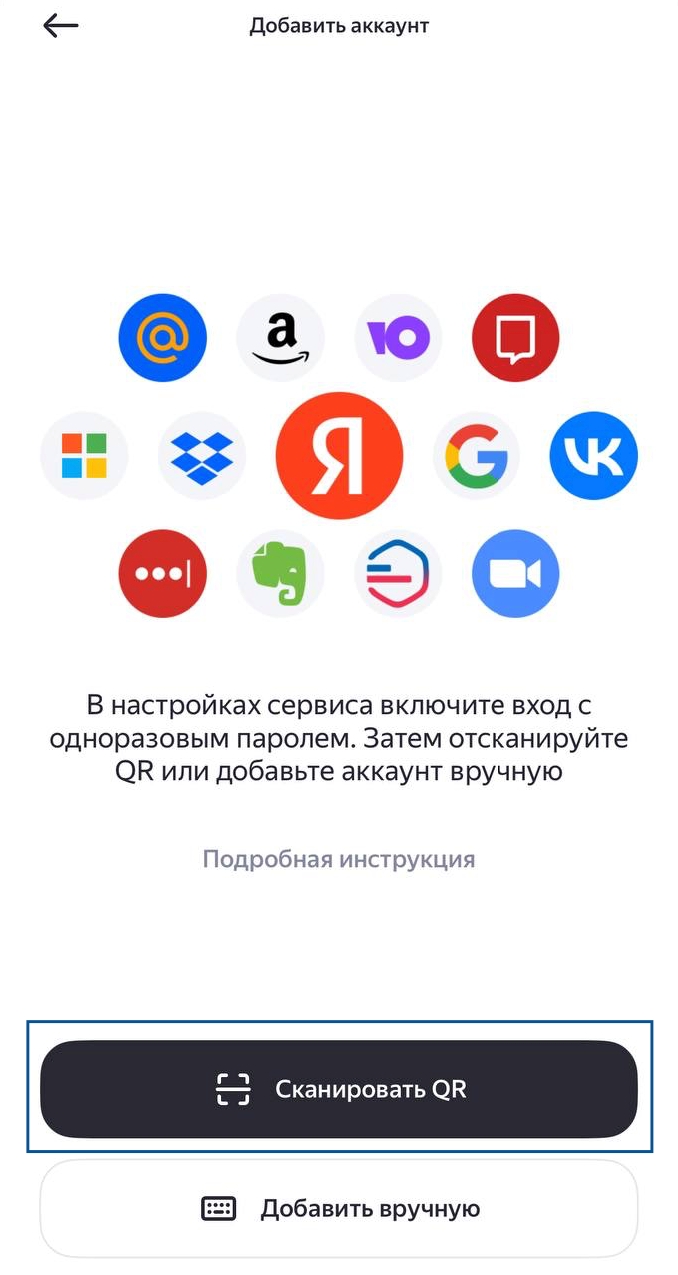 Добавить аккаунт
@ a Ю
Я G VK
В настройках сервиса включите вход с
одноразовым паролем. Затем отсканируйте
QR или добавьте аккаунт вручную
Подробная инструкция
Сканировать QR
Добавить вручную